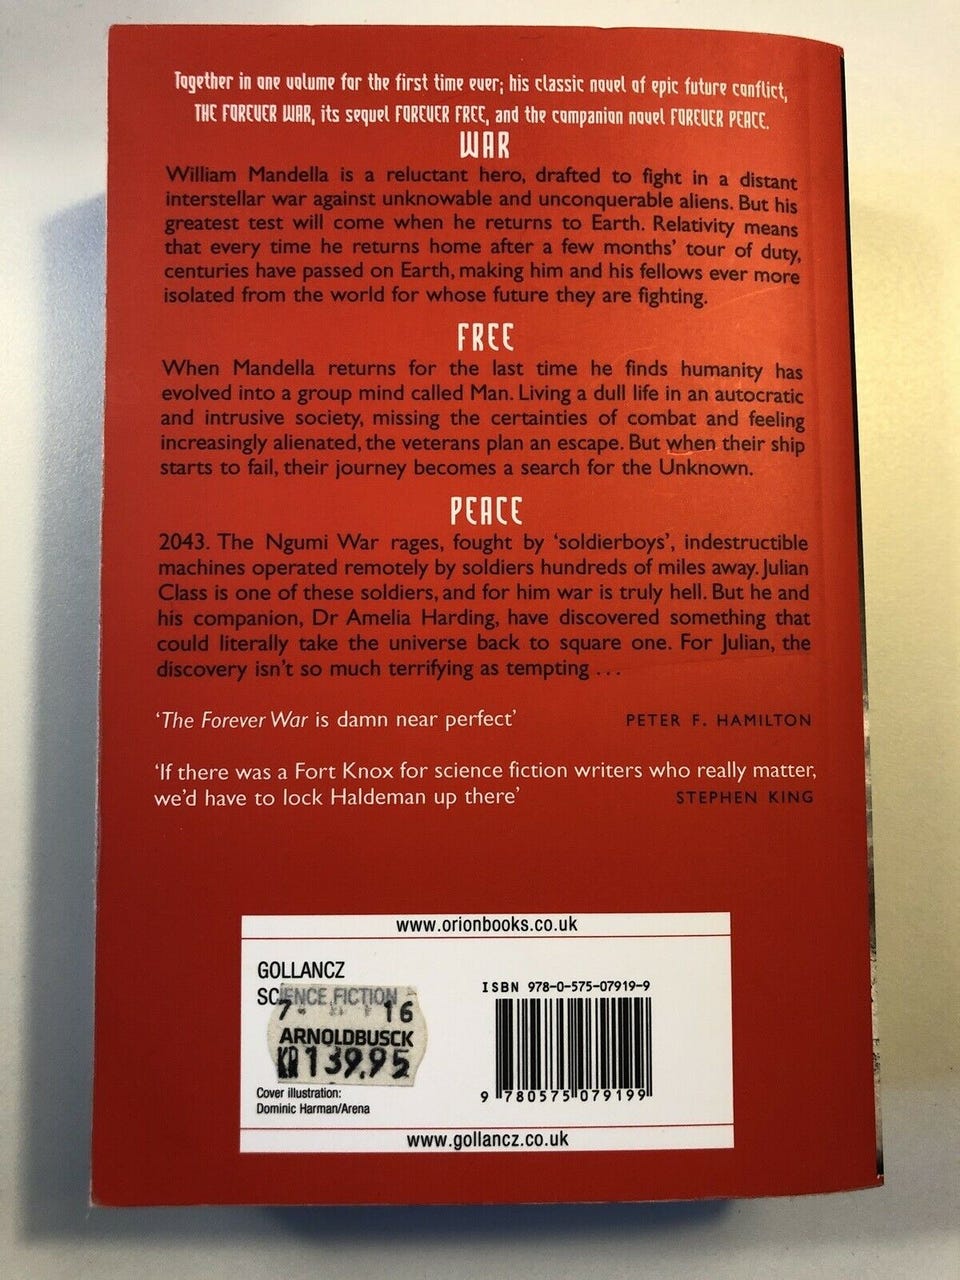 Together in one volume for the first time ever; his classic novel of epic future conflict,
THE FOREVER WAR, its sequel FOREVER FREE, and the companion novel FOREVER PEACE.
WAR
William Mandella is a reluctant hero, drafted to fight in a distant
interstellar war against unknowable and unconquerable aliens. But his
greatest test will come when he returns to Earth. Relativity means
that every time he returns home after a few months' tour of duty,
centuries have passed on Earth, making him and his fellows ever more
isolated from the world for whose future they are fighting.
FREE
When Mandella returns for the last time he finds humanity has
evolved into a group mind called Man. Living a dull life in an autocratic
and intrusive society, missing the certainties of combat and feeling
increasingly alienated, the veterans plan an escape. But when their ship
starts to fail, their journey becomes a search for the Unknown.
PEACE
2043. The Ngumi War rages, fought by 'soldierboys', indestructible
machines operated remotely by soldiers hundreds of miles away. Julian
Class is one of these soldiers, and for him war is truly hell. But he and
his companion, Dr Amelia Harding, have discovered something that
could literally take the universe back to square one. For Julian, the
discovery isn't so much terrifying as tempting ...
'The Forever War is damn near perfect' PETER F. HAMILTON
'If there was a Fort Knox for science fiction writers who really matter,
we'd have to lock Haldeman up there' STEPHEN KING
www.orionbooks.co.uk
GOLLANCZ
SCIENCE FICTION
7 16
ARNOLDBUSCK
KR 139.95
Cover illustration:
Dominic Harman/Arena
ISBN 978-0-575-07919-9
9 780575 079199
www.gollancz.co.uk